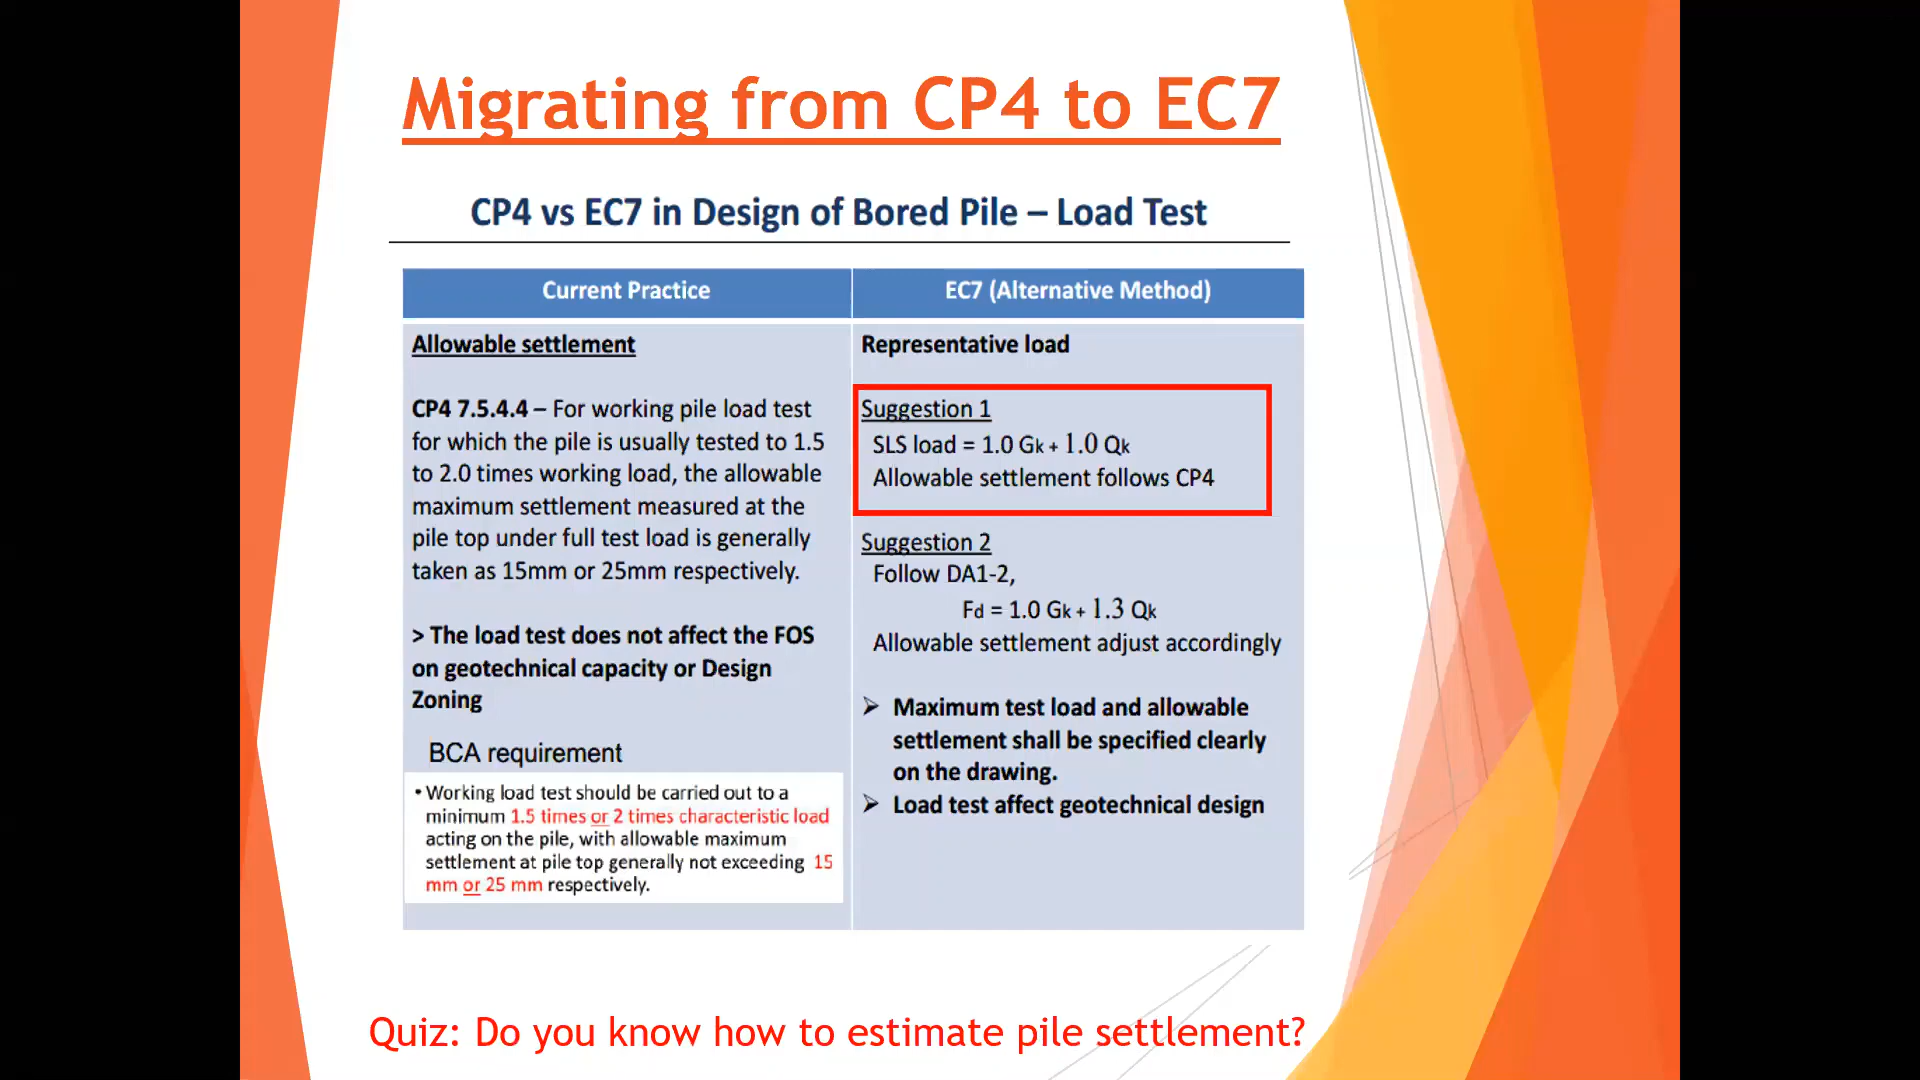 Migrating from CP4 to EC7
CP4 vs EC7 in Design of Bored Pile – Load Test
Current Practice
EC7 (Alternative Method)
Allowable settlement
CP4 7.5.4.4 – For working pile load test
for which the pile is usually tested to 1.5
to 2.0 times working load, the allowable
maximum settlement measured at the
pile top under full test load is generally
taken as 15mm or 25mm respectively.
> The load test does not affect the FOS
on geotechnical capacity or Design
Zoning
BCA requirement
• Working load test should be carried out to a
minimum 1.5 times or 2 times characteristic load
acting on the pile, with allowable maximum
settlement at pile top generally not exceeding 15
mm or 25 mm respectively.
Representative load
Suggestion 1
SLS load = 1.0 Gk + 1.0 Qk
Allowable settlement follows CP4
Suggestion 2
Follow DA1-2,
Fd = 1.0 Gk + 1.3 Qk
Allowable settlement adjust accordingly
➢ Maximum test load and allowable
settlement shall be specified clearly
on the drawing.
➢ Load test affect geotechnical design
Quiz: Do you know how to estimate pile settlement?